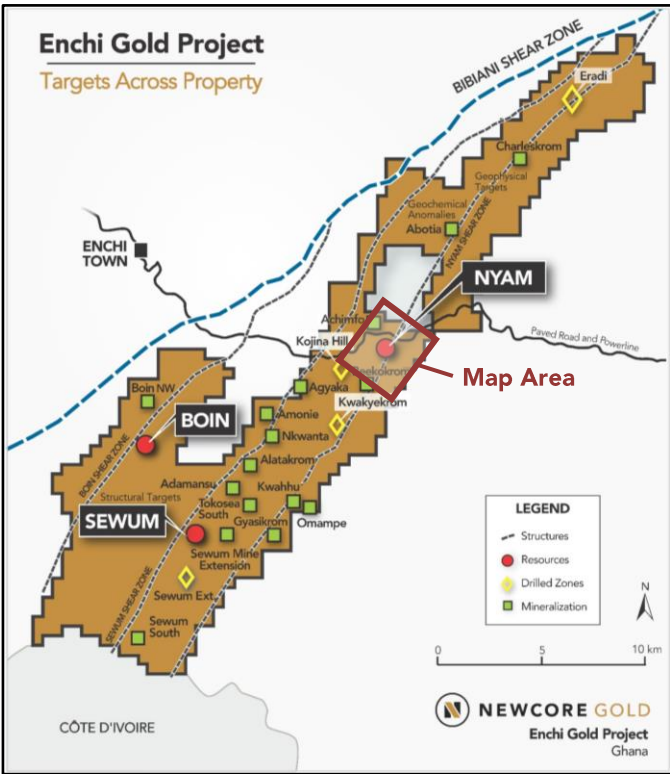 Enchi Gold Project
Targets Across Property
BIBIANI SHEAR ZONE
Eradi
Charleskrom
Geophysical
Targets
Geochemical
Anomalies
Abotia
NYAM SHEAR ZONE
ENCHI
TOWN
NYAM
Achimfo
Paved Road and Powerline
Kojina Hill
Beekokrom
Map Area
Boin NW
Agyaka
Kwakyekrom
BOIN
Amonie
Nkwanta
BOIN SHEAR ZONE
Alatakrom
Structural Targets
Adamansu
Kwahhu
Tokosea
South
SEWUM
Gyasikrom
Omampe
Sewum Mine
Extension
Sewum Ext.
SEWUM SHEAR ZONE
Sewum
South
LEGEND
Structures
Resources
Drilled Zones
Mineralization
N
0 5 10 km
CÔTE D'IVOIRE
NEWCORE GOLD
Enchi Gold Project
Ghana